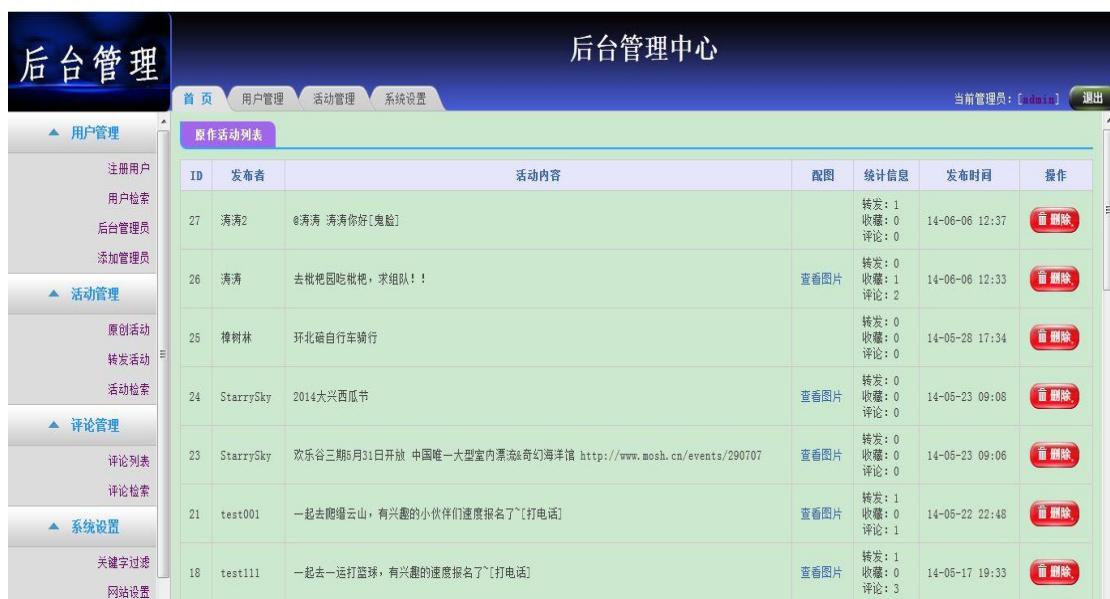 后台管理
后台管理中心
首 页 用户管理 活动管理 系统设置
当前管理员：[admin] 退出
用户管理
注册用户
用户检索
后台管理员
添加管理员
活动管理
原创活动
转发活动
活动检索
评论管理
评论列表
评论检索
系统设置
关键字过滤
网站设置
原作活动列表
ID 发布者 活动内容 配图 统计信息 发布时间 操作
27 涛涛2 @涛涛 涛涛你好[鬼脸] 转发：1 收藏：0 评论：0 14-06-06 12:37 删除
26 涛涛 去枇杷园吃枇杷，求组队！！ 查看图片 转发：0 收藏：1 评论：2 14-06-06 12:33 删除
25 樟树林 环北碚自行车骑行 转发：0 收藏：0 评论：0 14-05-28 17:34 删除
24 StarrySky 2014大兴西瓜节 查看图片 转发：0 收藏：0 评论：0 14-05-23 09:08 删除
23 StarrySky 欢乐谷三期5月31日开放 中国唯一大型室内漂流&奇幻海洋馆 http://www.mosh.cn/events/290707 查看图片 转发：0 收藏：0 评论：0 14-05-23 09:06 删除
21 test001 一起去爬缙云山，有兴趣的小伙伴们速度报名了~[打电话] 查看图片 转发：1 收藏：0 评论：1 14-05-22 22:48 删除
18 test111 一起去一运打篮球，有兴趣的速度报名了~[打电话] 查看图片 转发：1 收藏：0 评论：3 14-05-17 19:33 删除